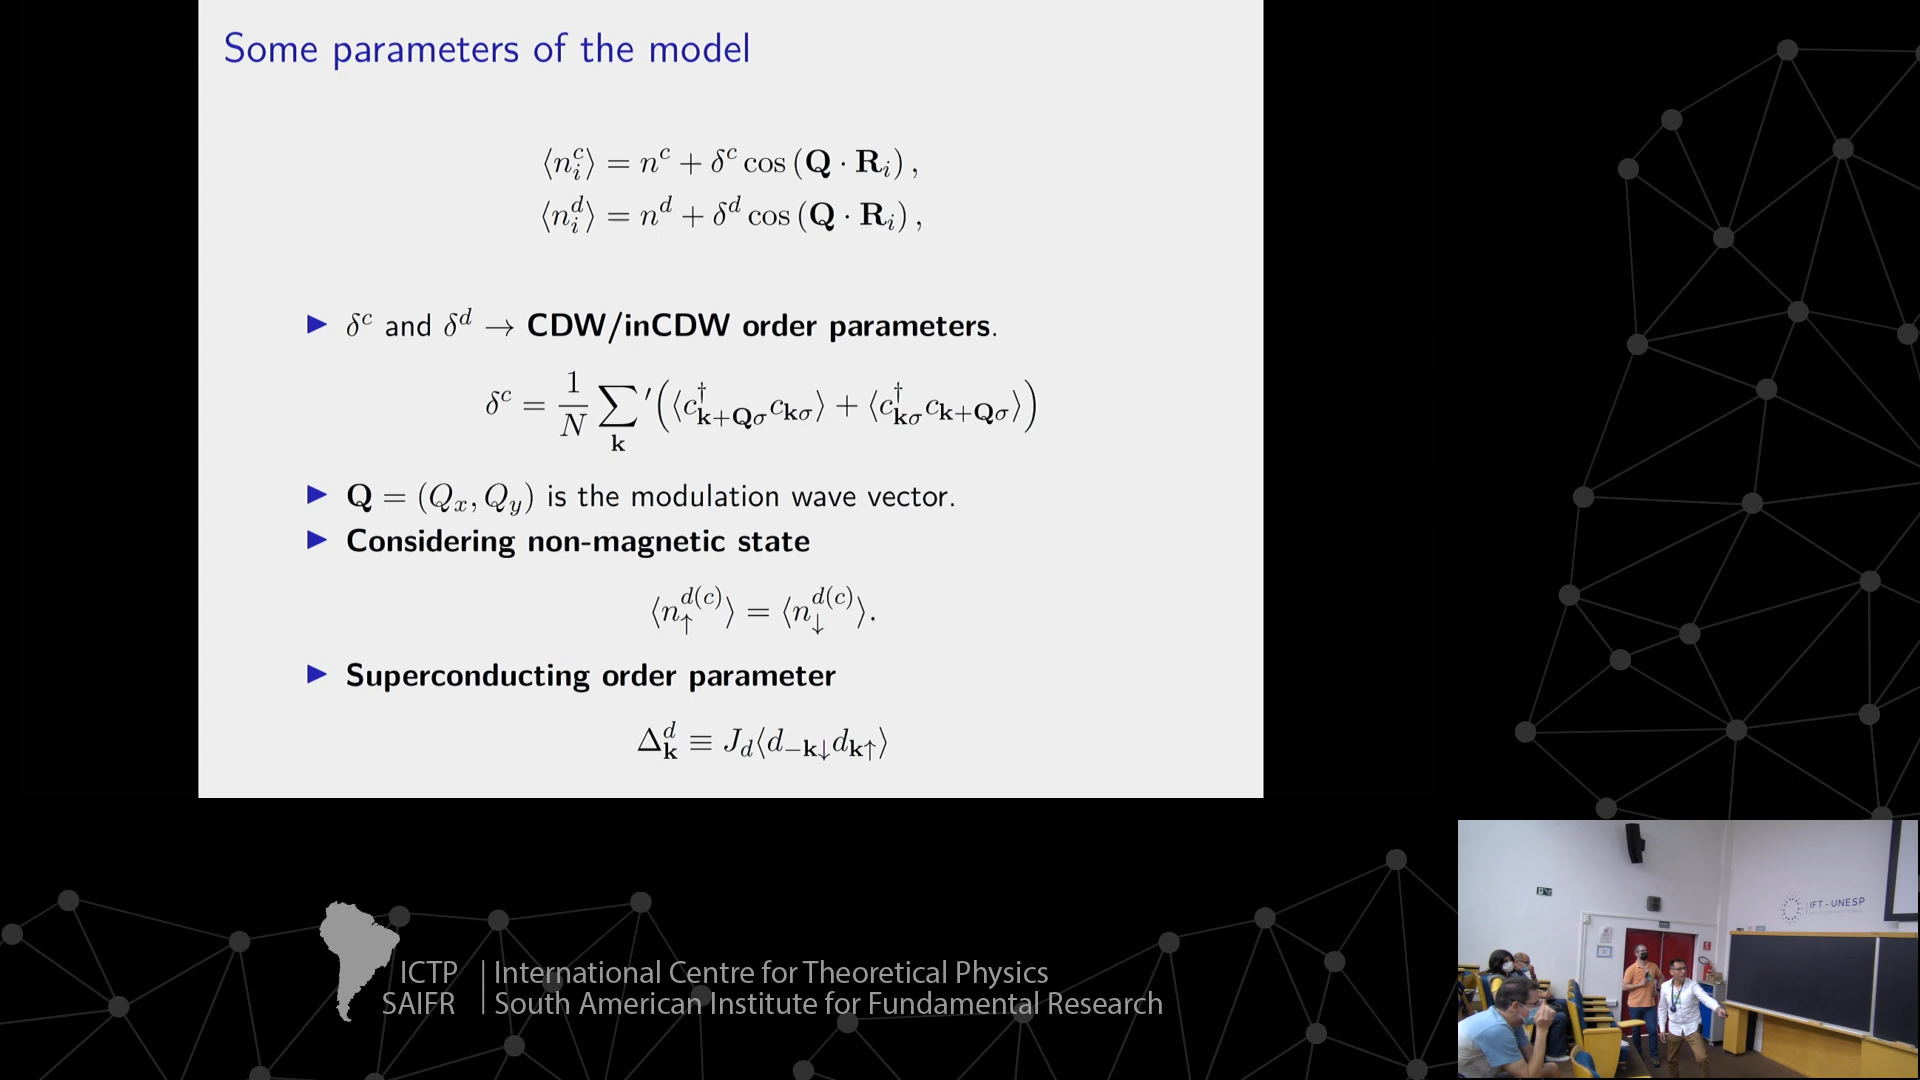 Some parameters of the model
⟨n_i^c⟩ = n^c + δ^c cos (Q · R_i) ,
⟨n_i^d⟩ = n^d + δ^d cos (Q · R_i) ,
▶ δ^c and δ^d → CDW/inCDW order parameters.
δ^c = \frac{1}{N} ∑_k ′ (⟨c^†_{k+Qσ} c_{kσ}⟩ + ⟨c^†_{kσ} c_{k+Qσ}⟩)
▶ Q = (Q_x, Q_y) is the modulation wave vector.
▶ Considering non-magnetic state
⟨n_↑^{d(c)}⟩ = ⟨n_↓^{d(c)}⟩.
▶ Superconducting order parameter
Δ_k^d ≡ J_d⟨d_{−k↓} d_{k↑}⟩
IFT - UNESP
ICTP | International Centre for Theoretical Physics
SAIFR | South American Institute for Fundamental Research